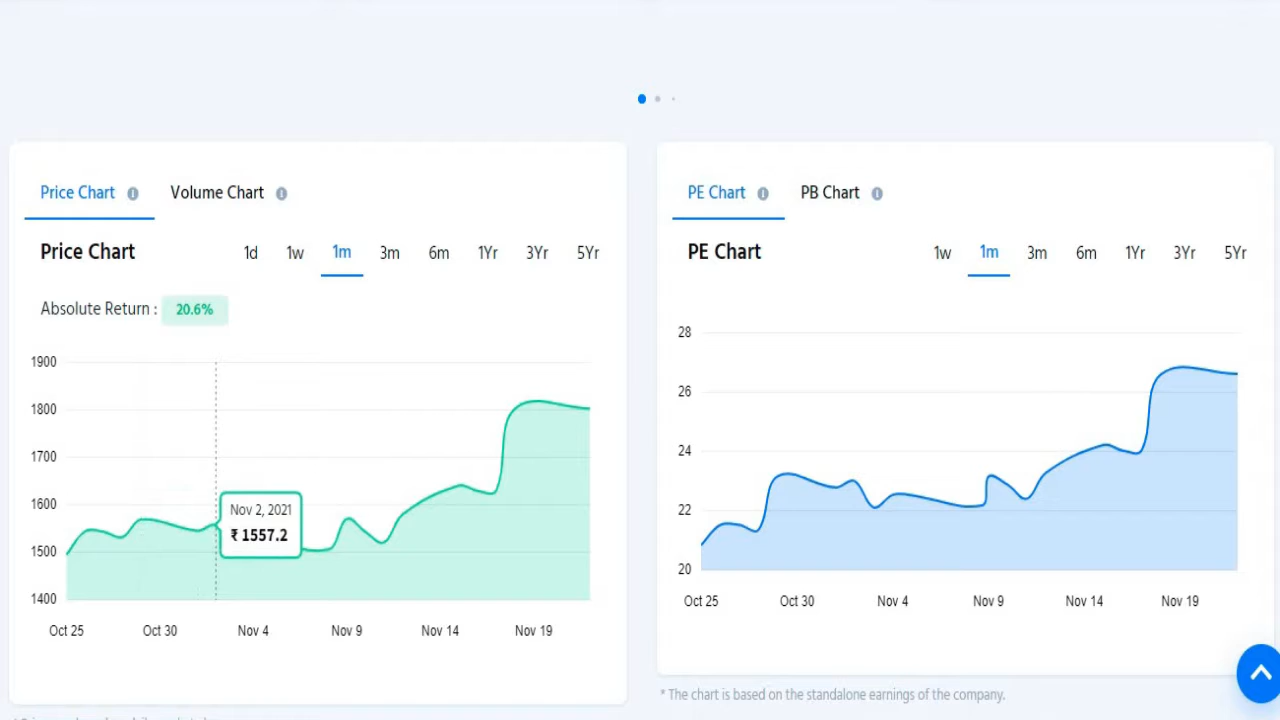 Price Chart Volume Chart
Price Chart 1d 1w 1m 3m 6m 1Yr 3Yr 5Yr
Absolute Return : 20.6%
1900
1800
1700
1600
1500
1400
Nov 2, 2021
₹ 1557.2
Oct 25 Oct 30 Nov 4 Nov 9 Nov 14 Nov 19
PE Chart PB Chart
PE Chart 1w 1m 3m 6m 1Yr 3Yr 5Yr
28
26
24
22
20
Oct 25 Oct 30 Nov 4 Nov 9 Nov 14 Nov 19
* The chart is based on the standalone earnings of the company.